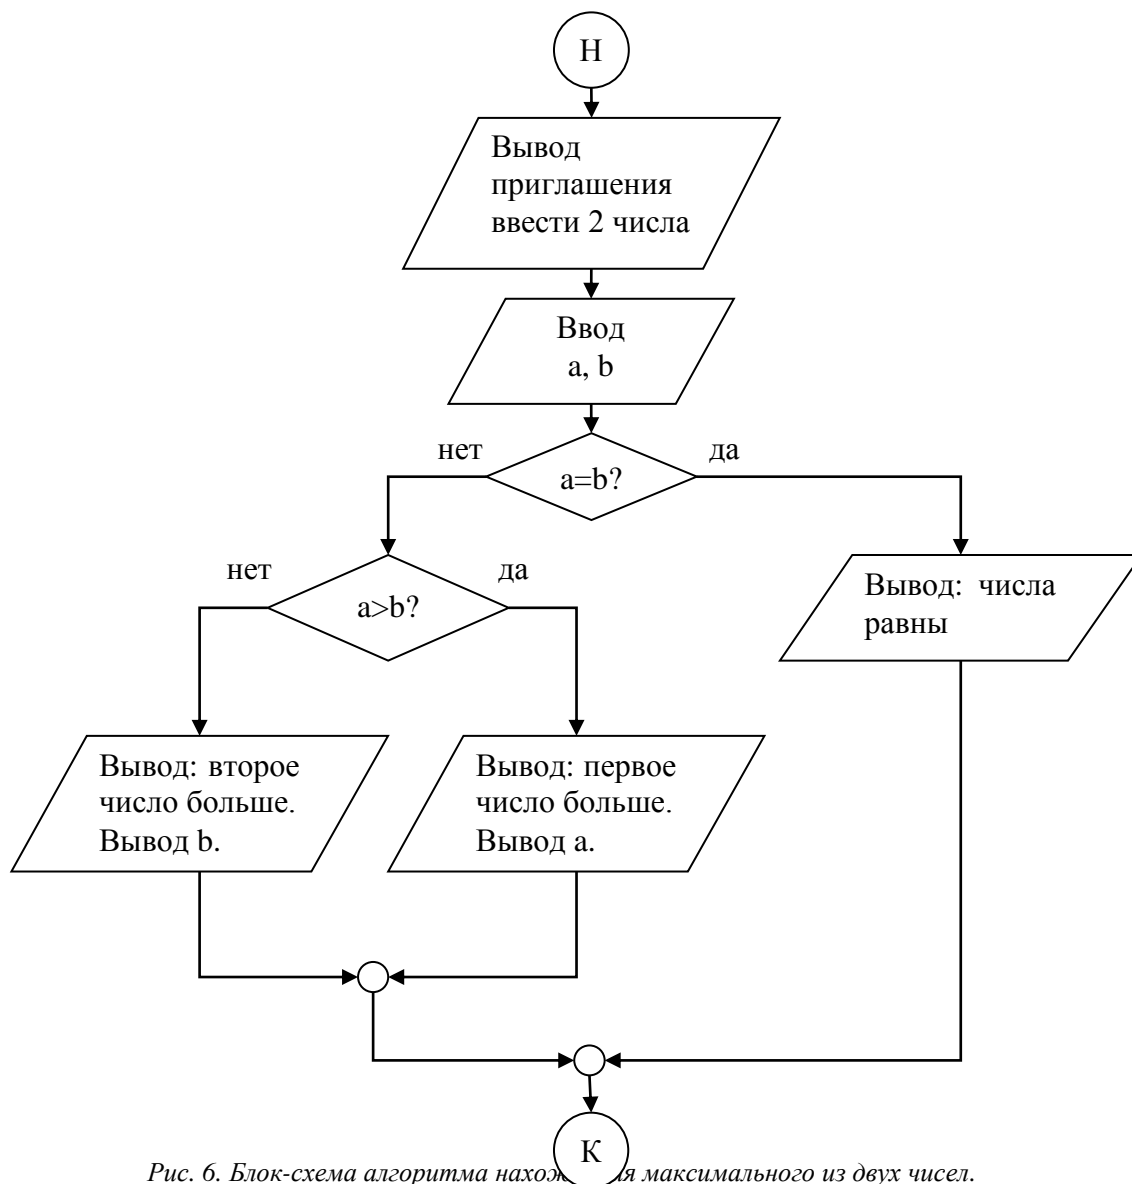 Н
Вывод
приглашения
ввести 2 числа
Ввод
a, b
нет
да
a=b?
нет
да
a>b?
Вывод: числа
равны
Вывод: второе
число больше.
Вывод b.
Вывод: первое
число больше.
Вывод a.
К
Рис. 6. Блок-схема алгоритма максимального из двух чисел.